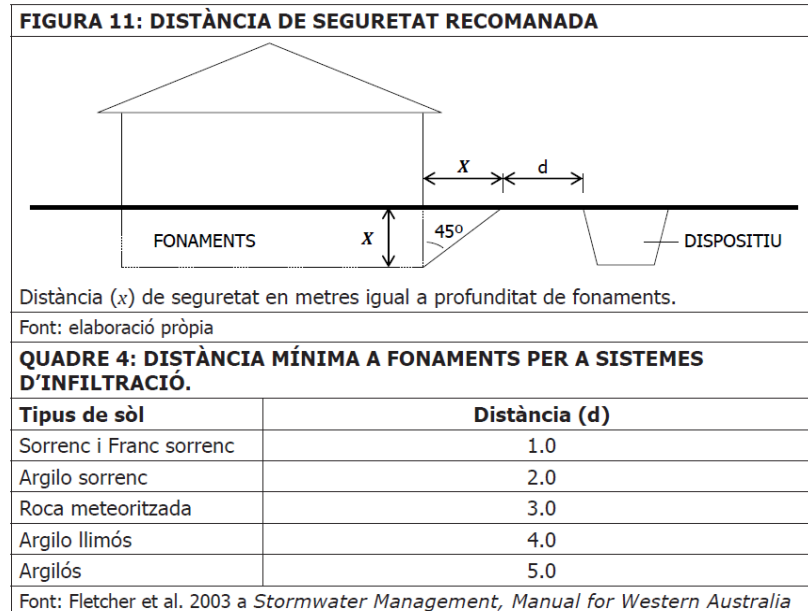 FIGURA 11: DISTÀNCIA DE SEGURETAT RECOMANADA
X
d
FONAMENTS
X
45º
DISPOSITIU
Distància (x) de seguretat en metres igual a profunditat de fonaments.
Font: elaboració pròpia
QUADRE 4: DISTÀNCIA MÍNIMA A FONAMENTS PER A SISTEMES
D'INFILTRACIÓ.
Tipus de sòl Distància (d)
Sorrenc i Franc sorrenc 1.0
Argilo sorrenc 2.0
Roca meteoritzada 3.0
Argilo llimós 4.0
Argilós 5.0
Font: Fletcher et al. 2003 a Stormwater Management, Manual for Western Australia